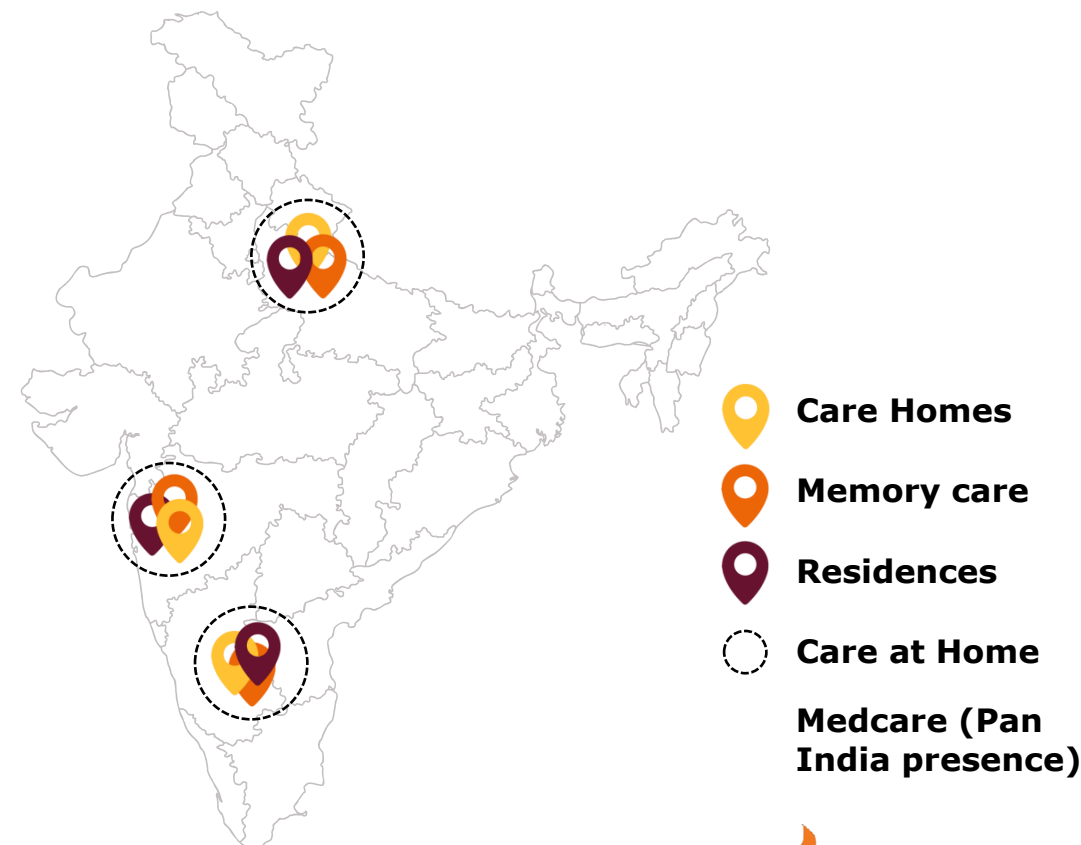 Care Homes
Memory care
Residences
Care at Home
Medcare (Pan
India presence)